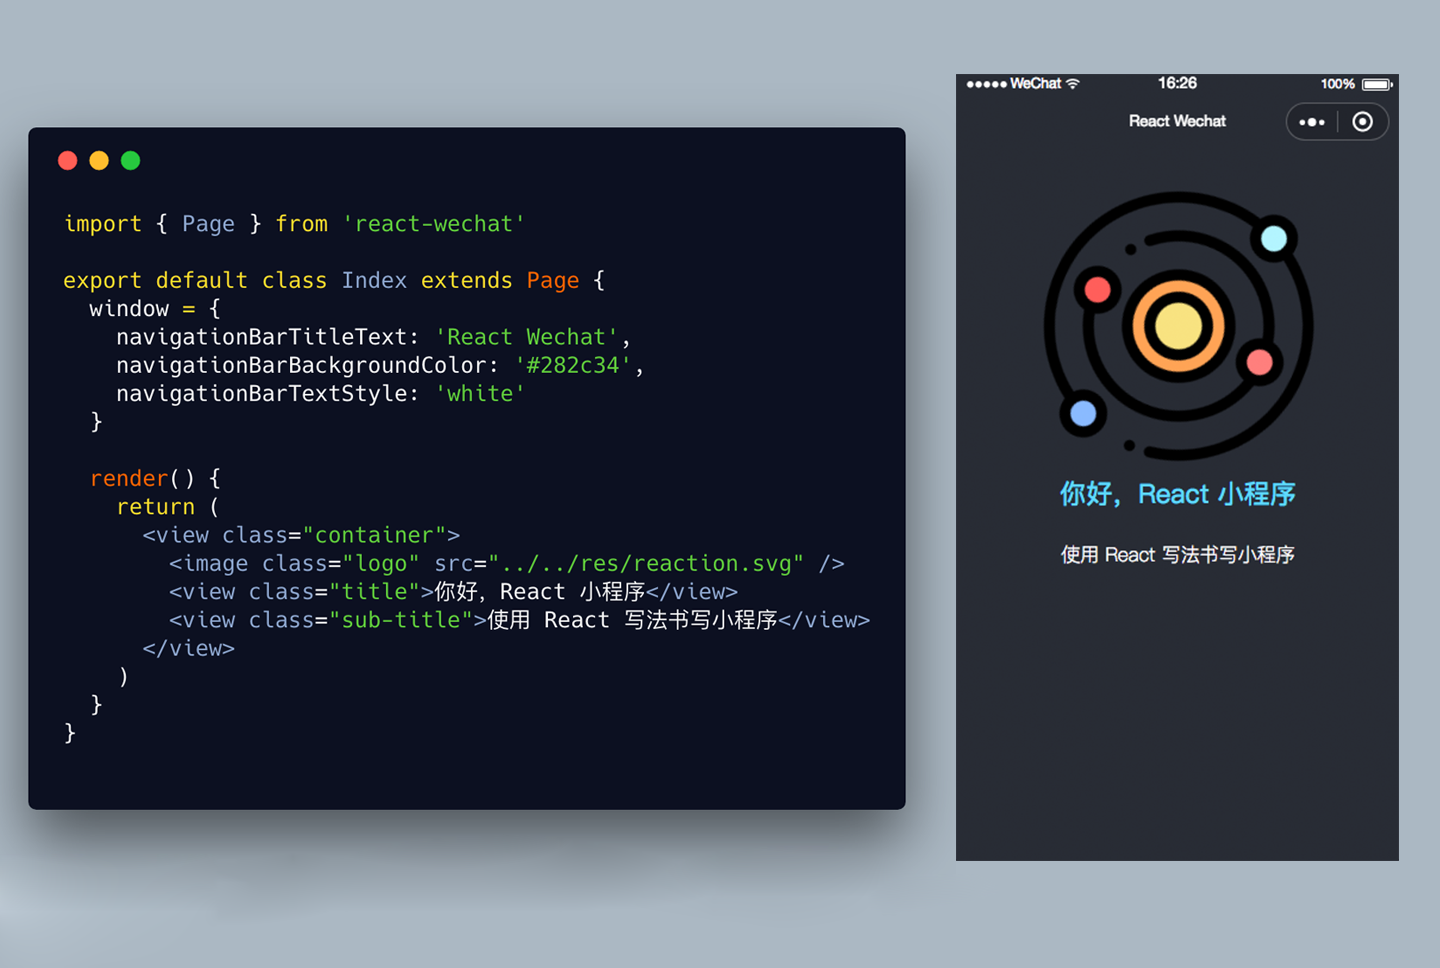 import { Page } from 'react-wechat'
export default class Index extends Page {
window = {
navigationBarTitleText: 'React Wechat',
navigationBarBackgroundColor: '#282c34',
navigationBarTextStyle: 'white'
}
render() {
return (
<view class="container">
<image class="logo" src="../../res/reaction.svg" />
<view class="title">你好，React 小程序</view>
<view class="sub-title">使用 React 写法书写小程序</view>
</view>
)
}
}
WeChat 16:26 100%
React Wechat
你好，React 小程序
使用 React 写法书写小程序